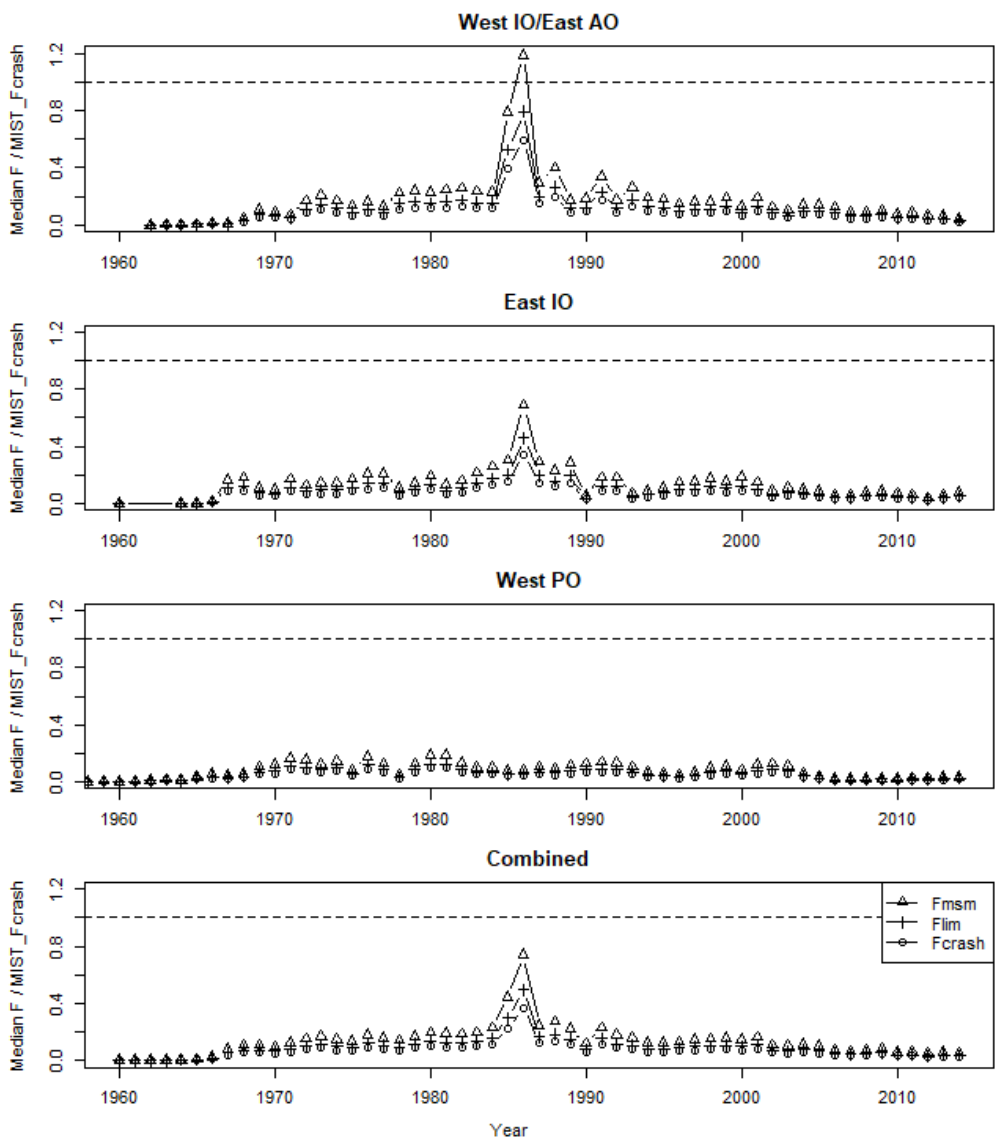 West IO/East AO
Median F / MIST_Fcrash
0.0 0.4 0.8 1.2
1960 1970 1980 1990 2000 2010
East IO
Median F / MIST_Fcrash
0.0 0.4 0.8 1.2
1960 1970 1980 1990 2000 2010
West PO
Median F / MIST_Fcrash
0.0 0.4 0.8 1.2
1960 1970 1980 1990 2000 2010
Combined
Median F / MIST_Fcrash
0.0 0.4 0.8 1.2
Fmsm
Flim
Fcrash
1960 1970 1980 1990 2000 2010
Year